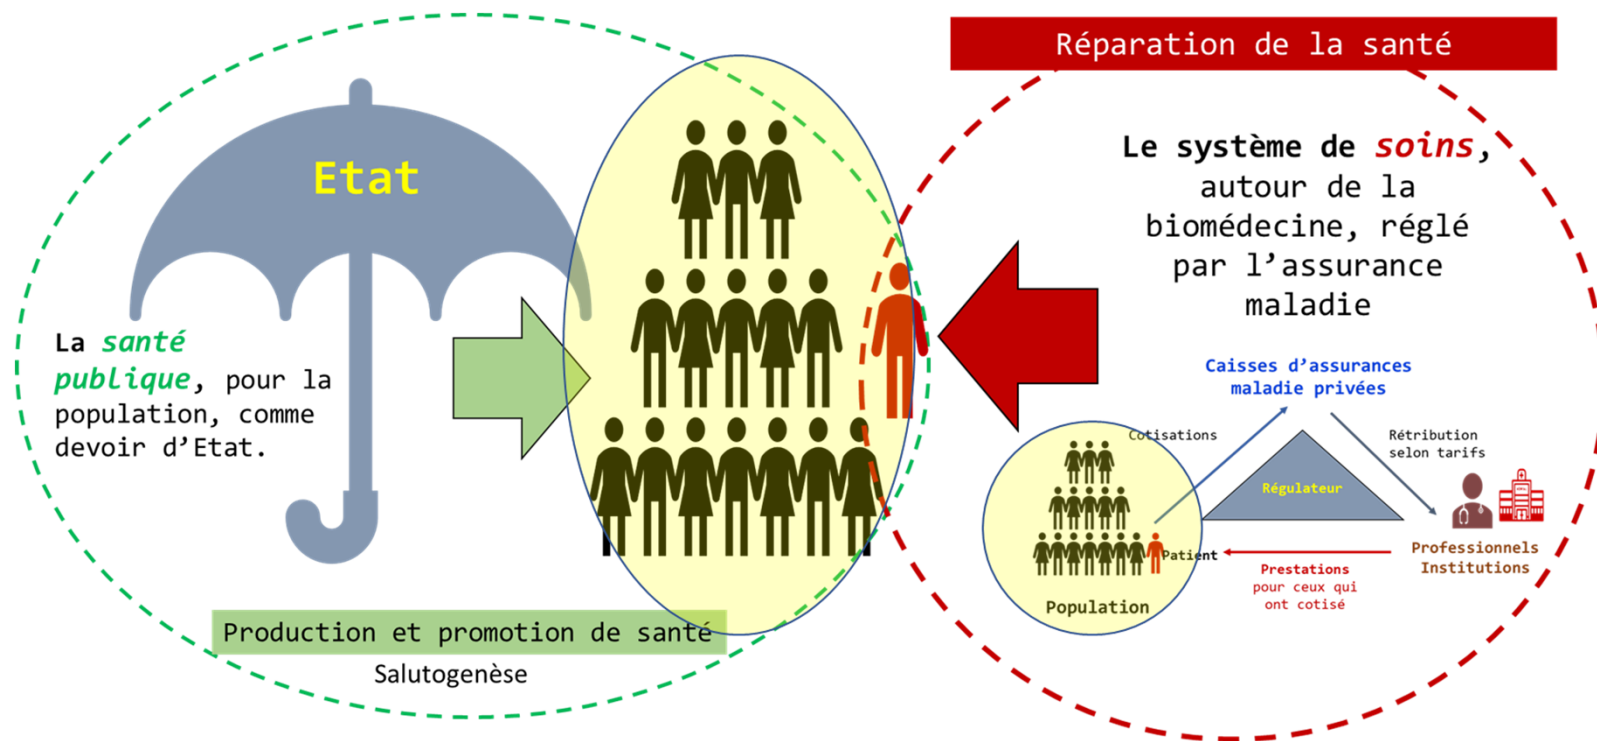 Etat
La santé
publique, pour la
population, comme
devoir d’Etat.
Production et promotion de santé
Salutogenèse
Réparation de la santé
Le système de soins,
autour de la
biomédecine, réglé
par l’assurance
maladie
Caisses d’assurances
maladie privées
Cotisations
Rétribution
selon tarifs
Régulateur
Patient
Prestations
pour ceux qui
ont cotisé
Professionnels
Institutions
Population